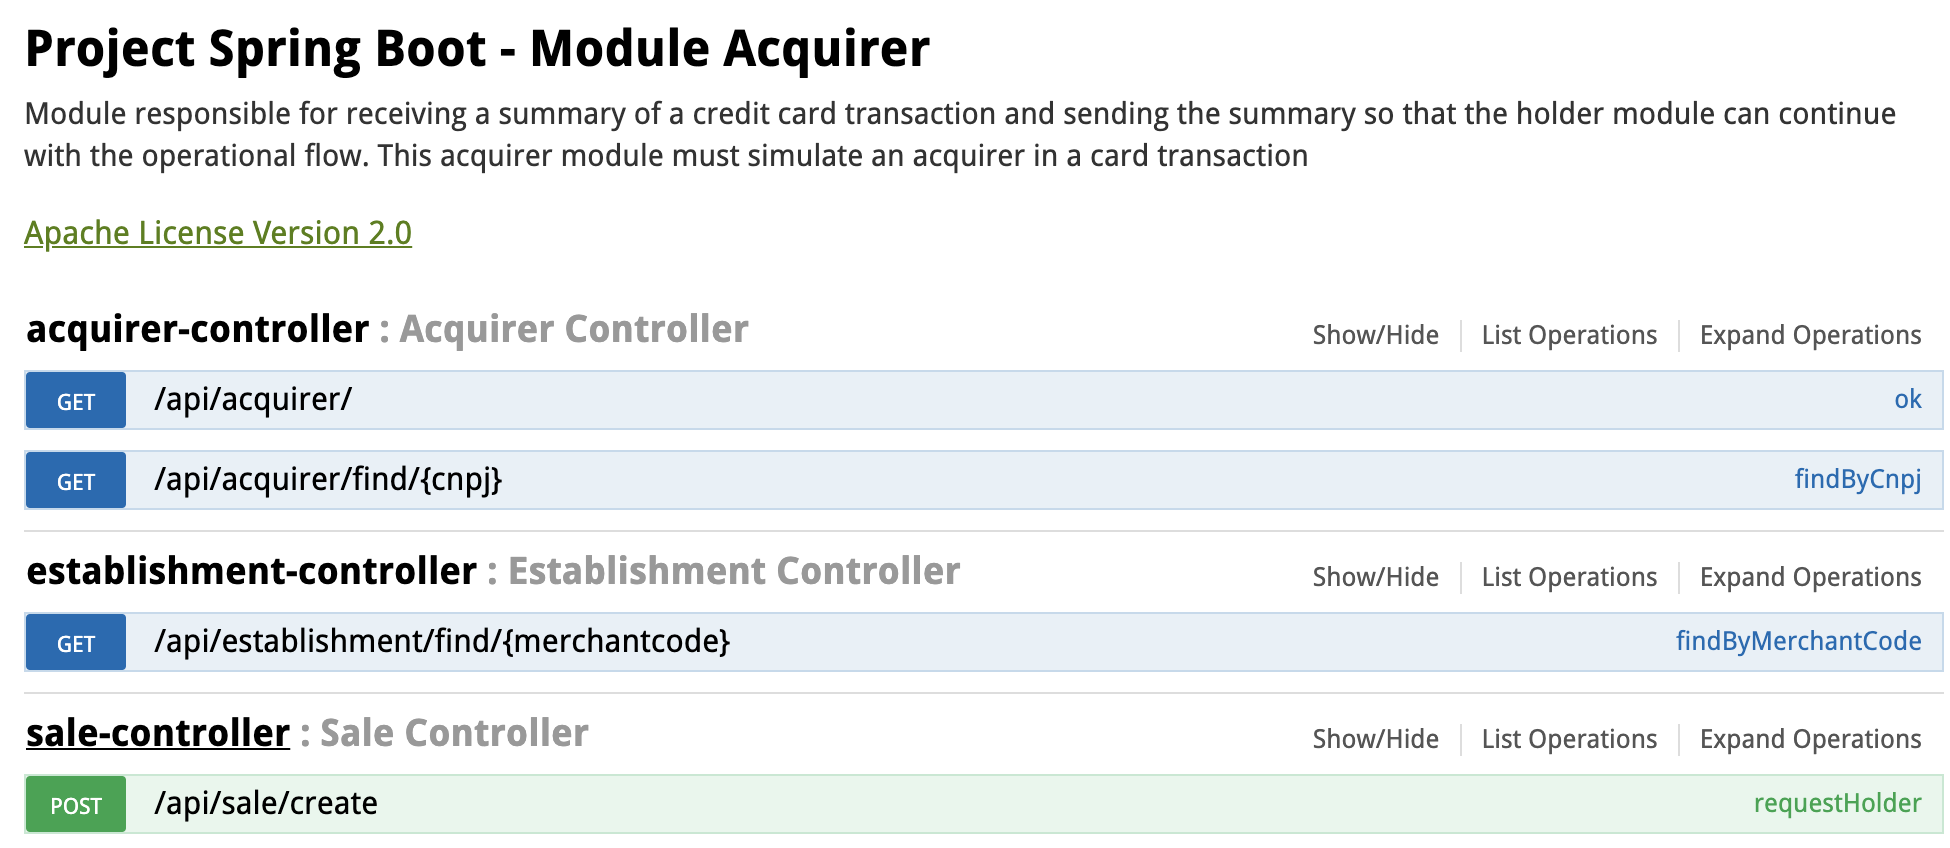 Project Spring Boot - Module Acquirer
Module responsible for receiving a summary of a credit card transaction and sending the summary so that the holder module can continue
with the operational flow. This acquirer module must simulate an acquirer in a card transaction
Apache License Version 2.0
acquirer-controller : Acquirer Controller Show/Hide List Operations Expand Operations
GET /api/acquirer/ ok
GET /api/acquirer/find/{cnpj} findByCnpj
establishment-controller : Establishment Controller Show/Hide List Operations Expand Operations
GET /api/establishment/find/{merchantcode} findByMerchantCode
sale-controller : Sale Controller Show/Hide List Operations Expand Operations
POST /api/sale/create requestHolder